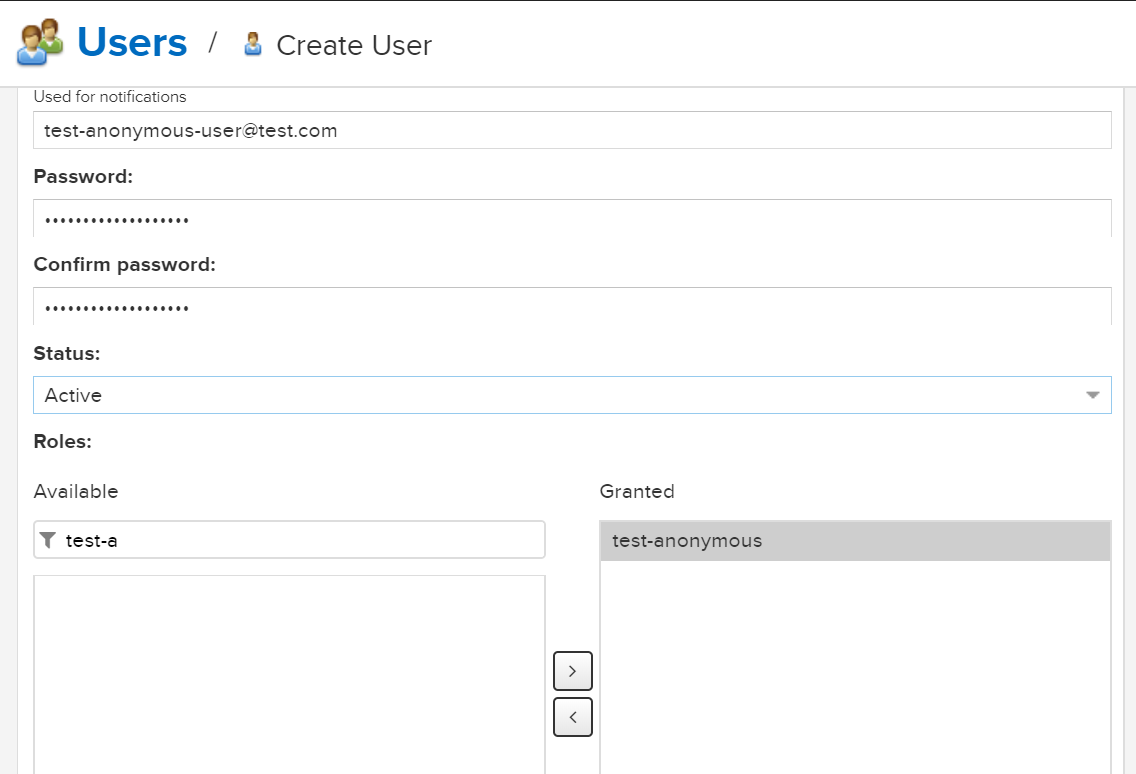 Users / Create User
Used for notifications
test-anonymous-user@test.com
Password:
•••••••••••••••••••
Confirm password:
•••••••••••••••••••
Status:
Active
Roles:
Available
Granted
test-a
test-anonymous
>
<